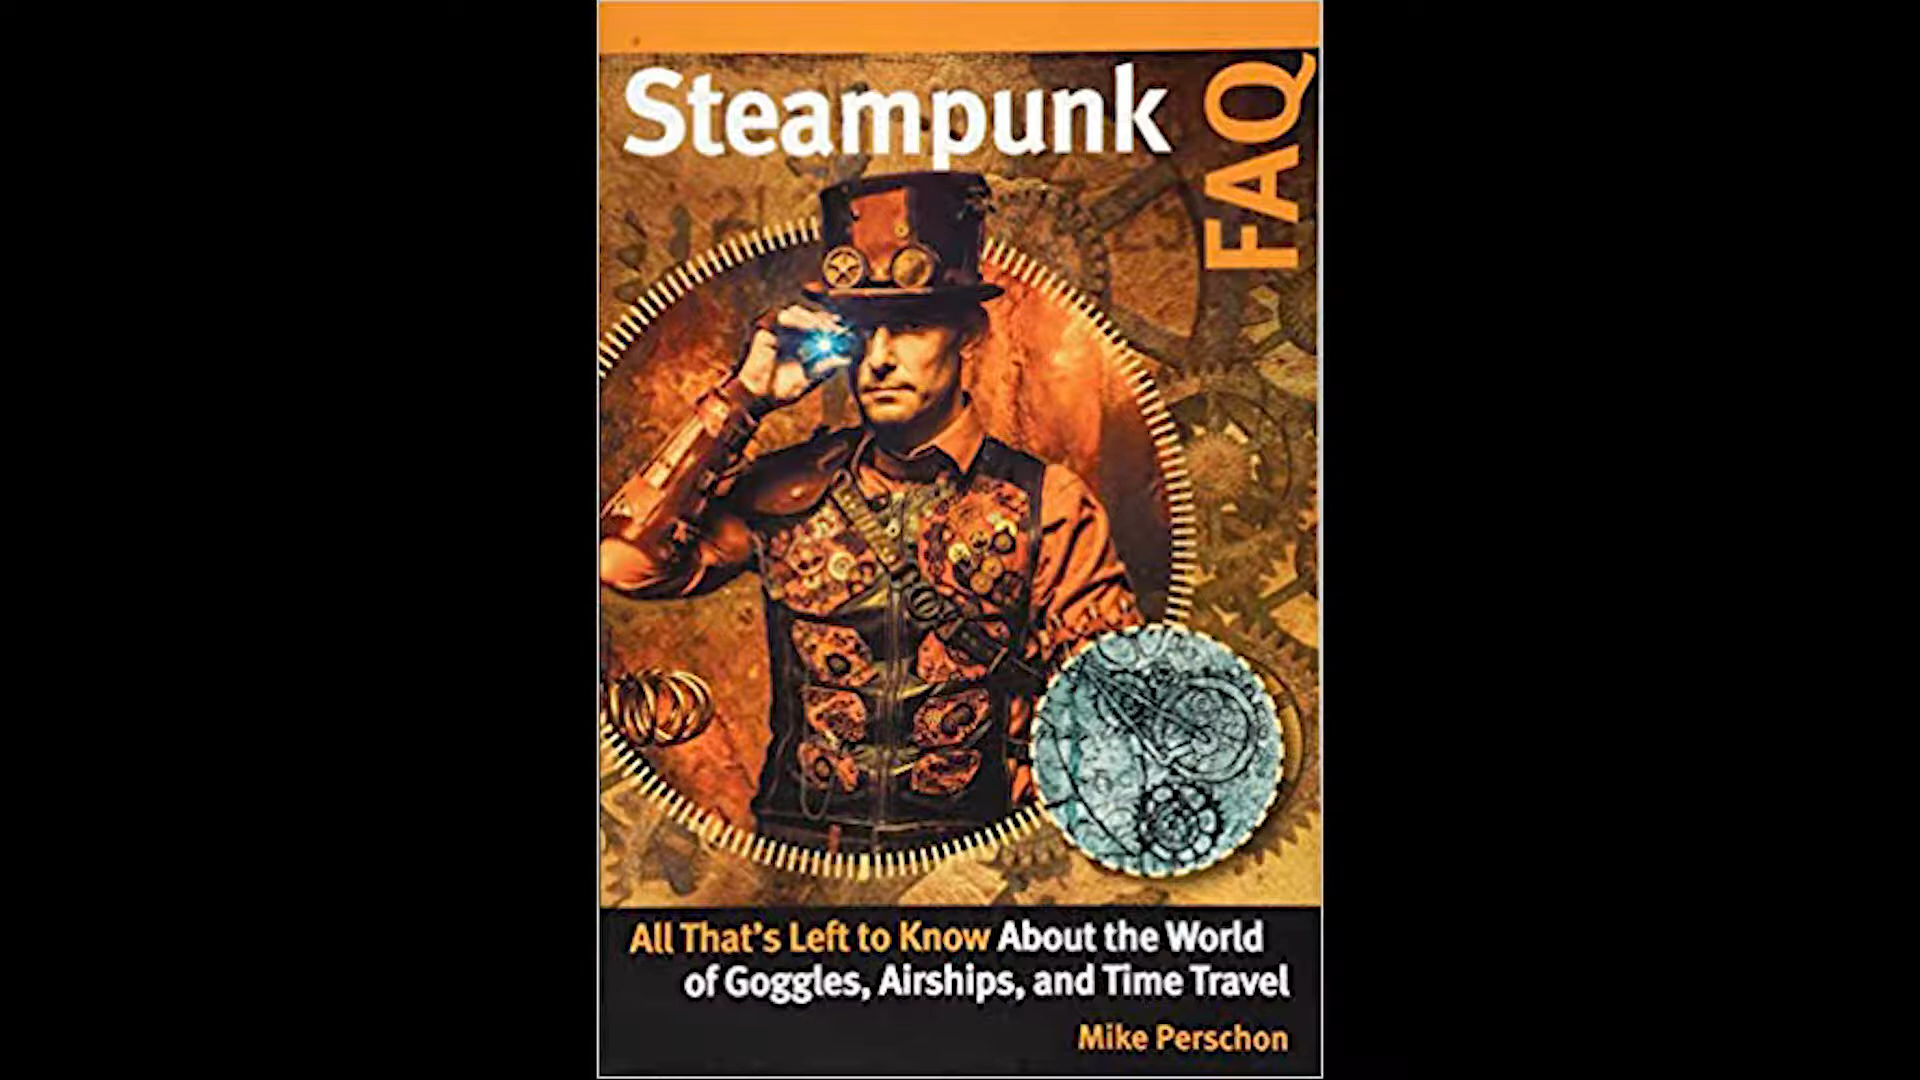 Steampunk
FAQ
All That's Left to Know About the World
of Goggles, Airships, and Time Travel
Mike Perschon